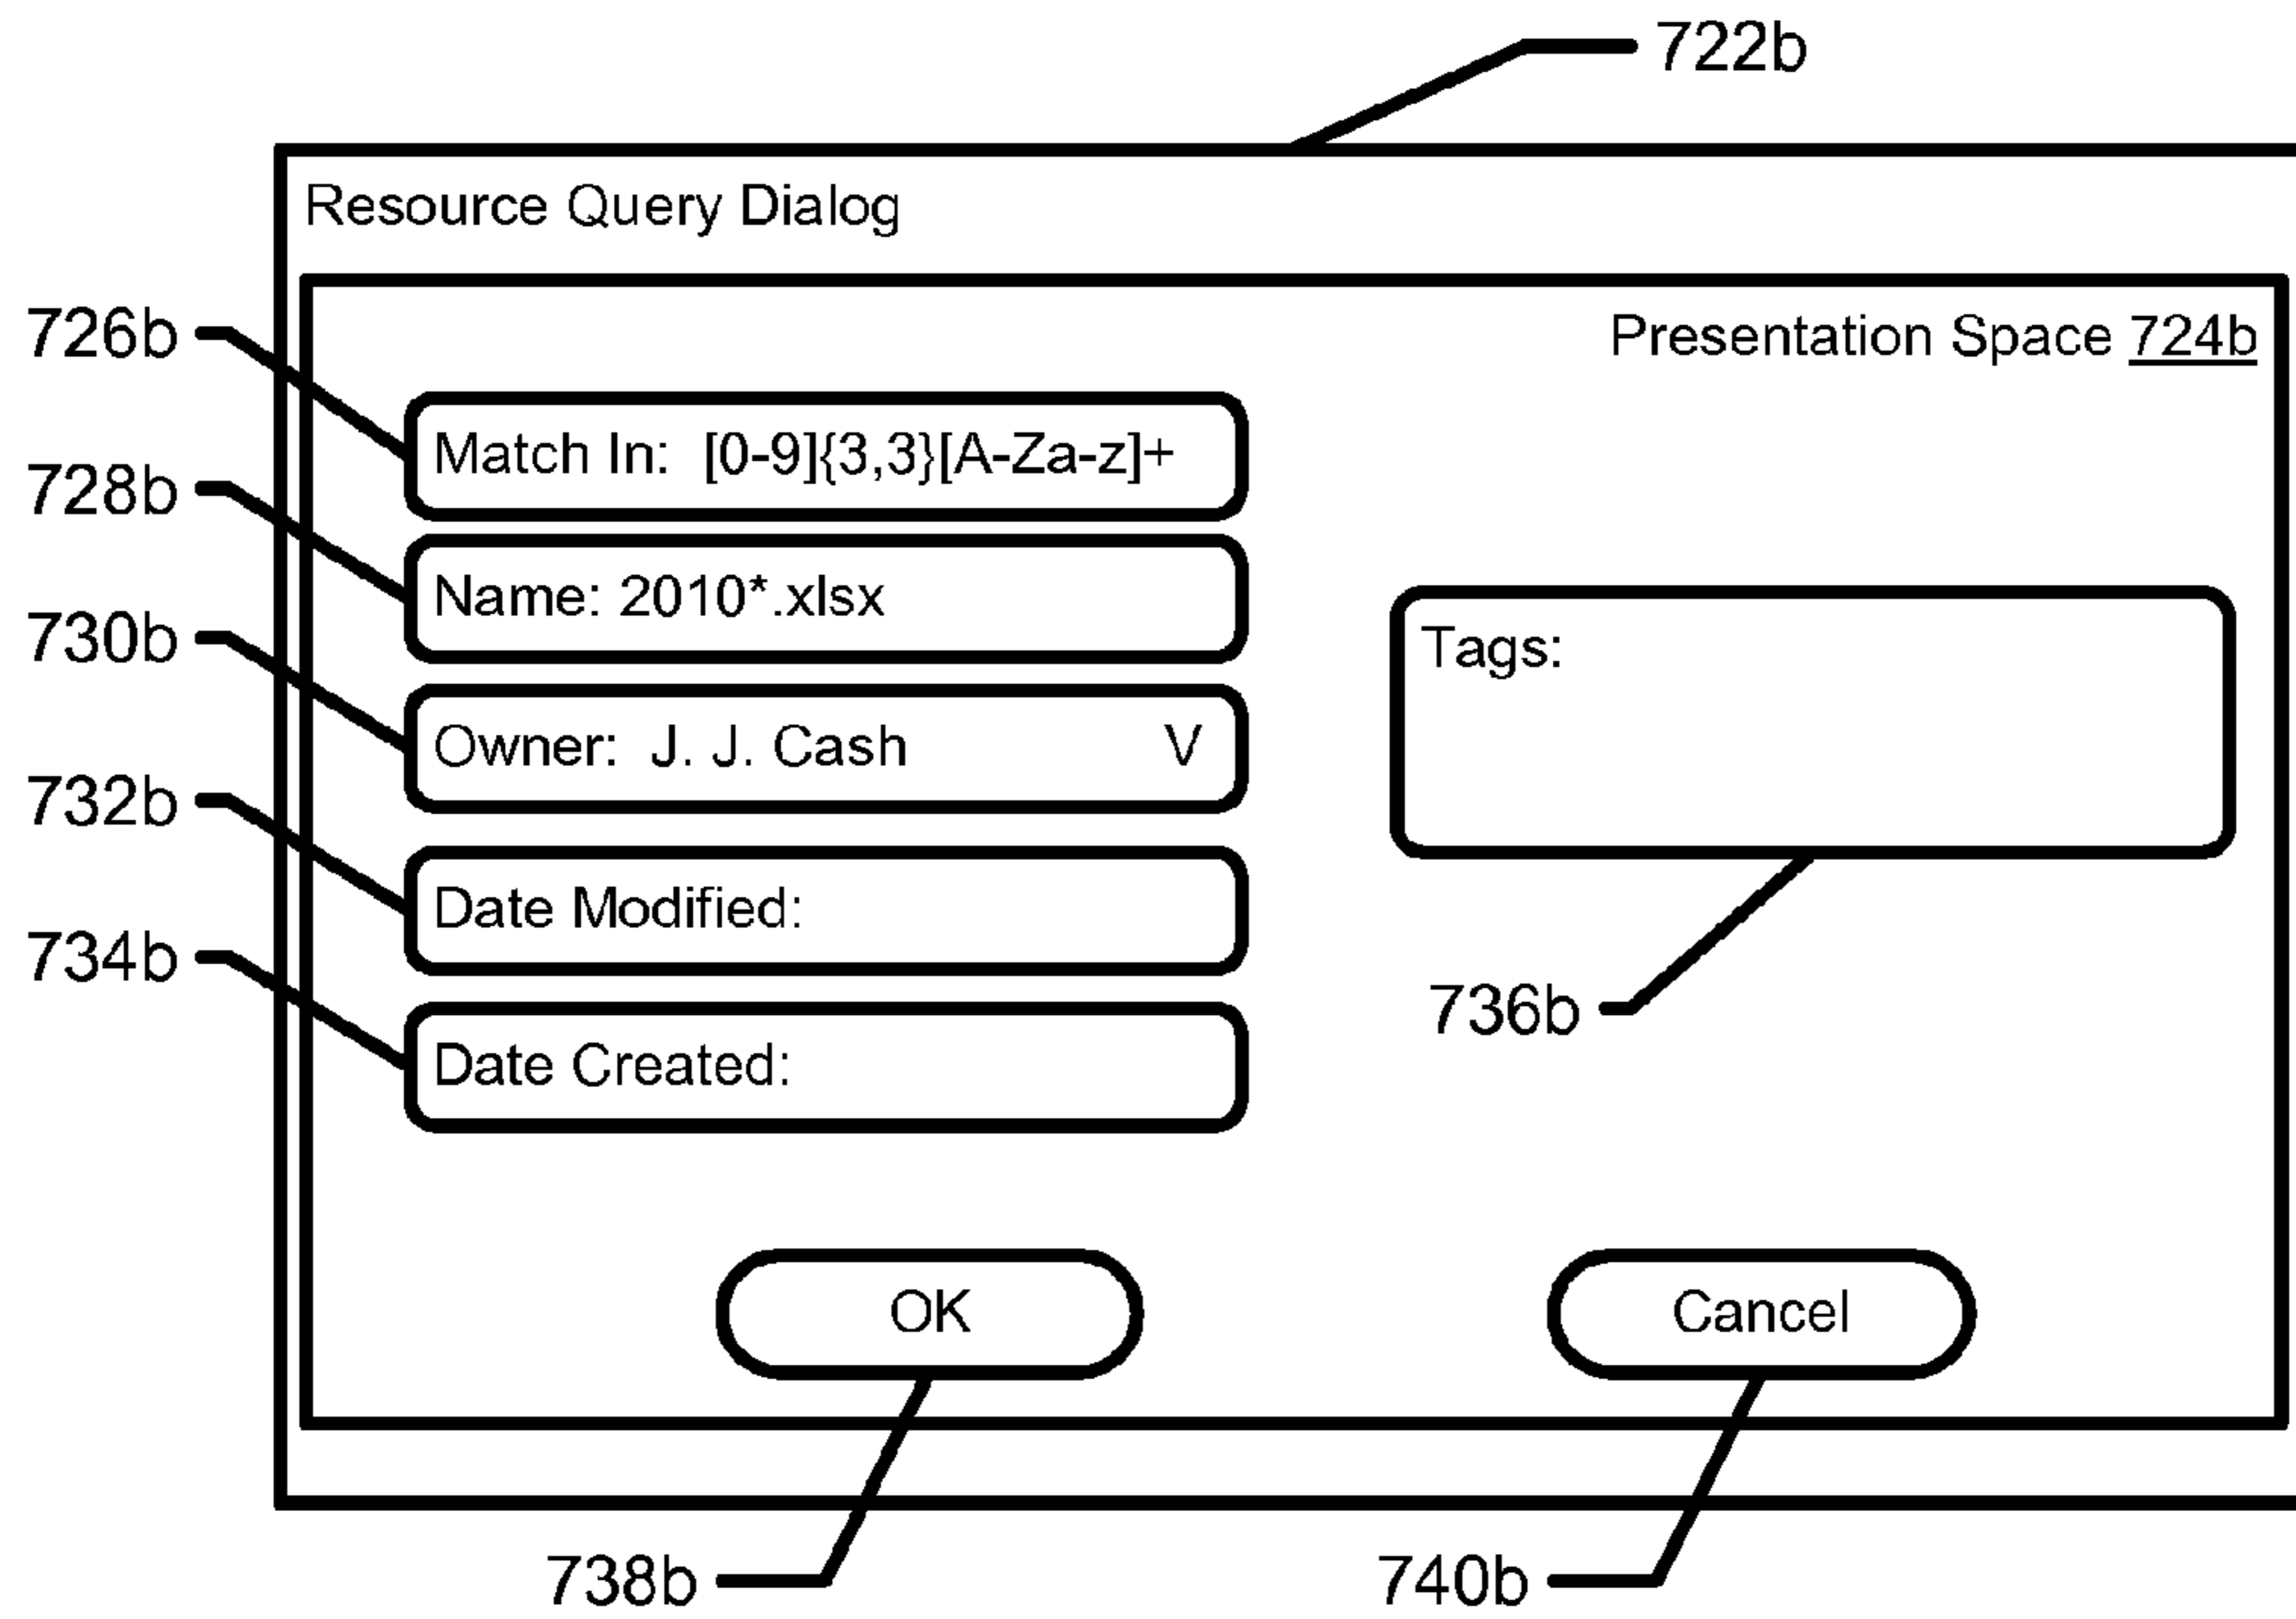 722b
Resource Query Dialog
Presentation Space 724b
726b
Match In: [0-9]{3,3}[A-Za-z]+
728b
Name: 2010*.xlsx
730b
Owner: J. J. Cash V
Tags:
732b
Date Modified:
734b
Date Created:
736b
OK
Cancel
738b
740b